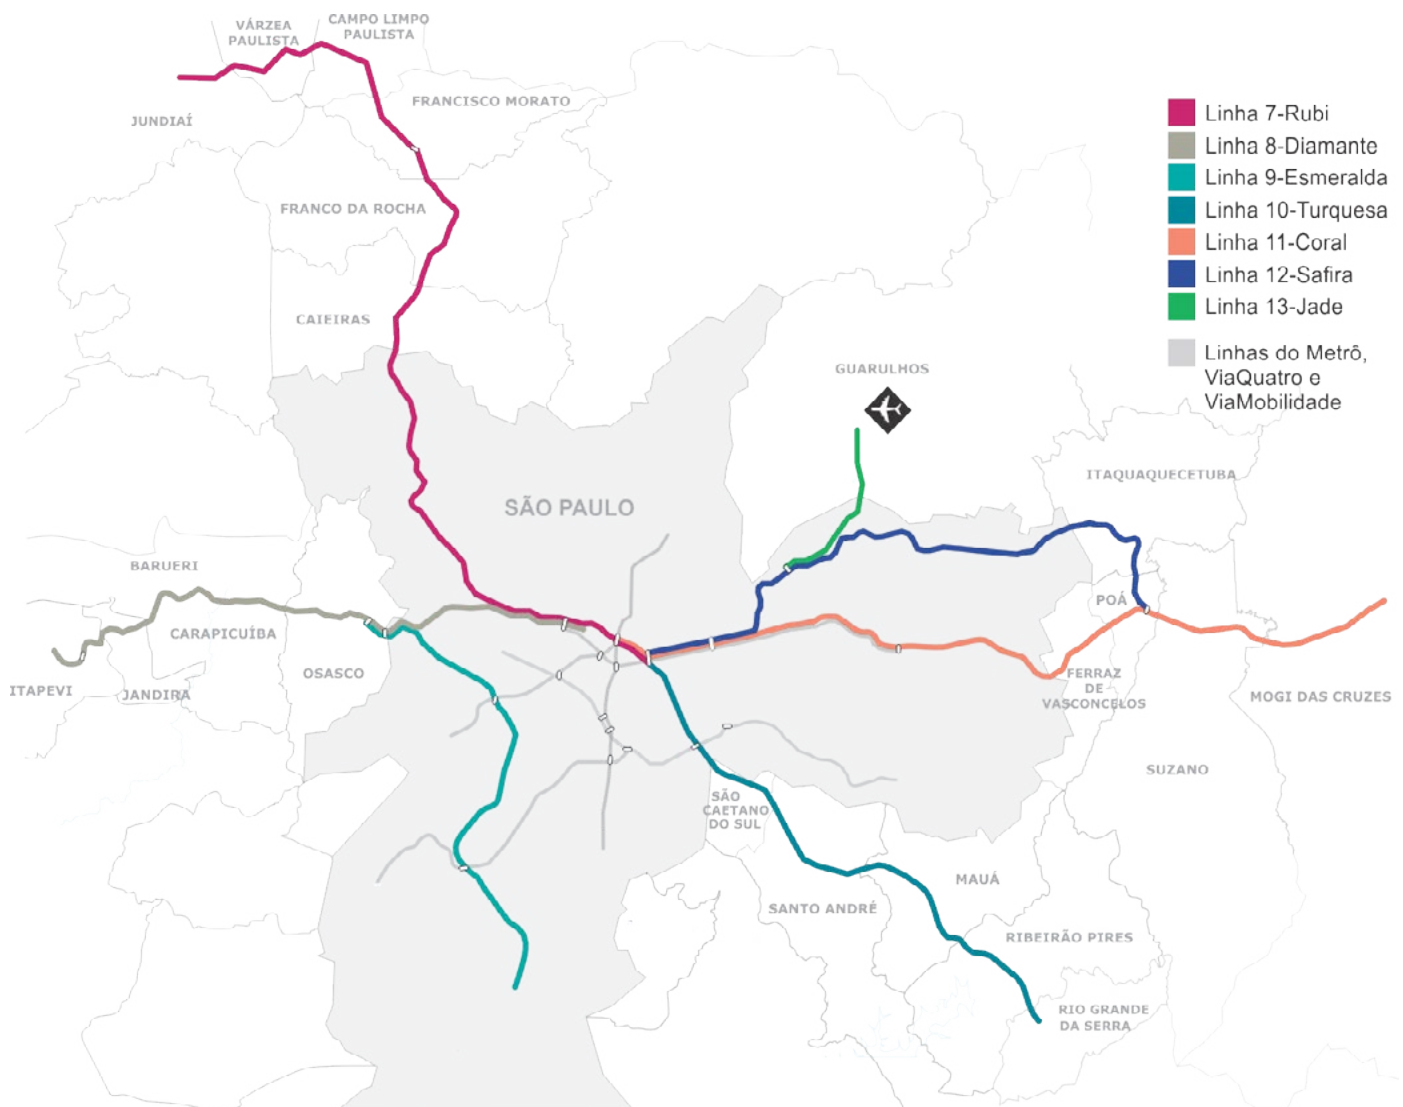 VÁRZEA
PAULISTA
CAMPO LIMPO
PAULISTA
FRANCISCO MORATO
JUNDIAÍ
FRANCO DA ROCHA
CAIEIRAS
Linha 7-Rubi
Linha 8-Diamante
Linha 9-Esmeralda
Linha 10-Turquesa
Linha 11-Coral
Linha 12-Safira
Linha 13-Jade
Linhas do Metrô,
ViaQuatro e
ViaMobilidade
GUARULHOS
ITAQUAQUECETUBA
SÃO PAULO
BARUERI
CARAPICUÍBA
POÁ
OSASCO
ITAPEVI
JANDIRA
FERRAZ
DE
VASCONCELOS
MOGI DAS CRUZES
SUZANO
SÃO
CAETANO
DO SUL
MAUÁ
SANTO ANDRÉ
RIBEIRÃO PIRES
RIO GRANDE
DA SERRA